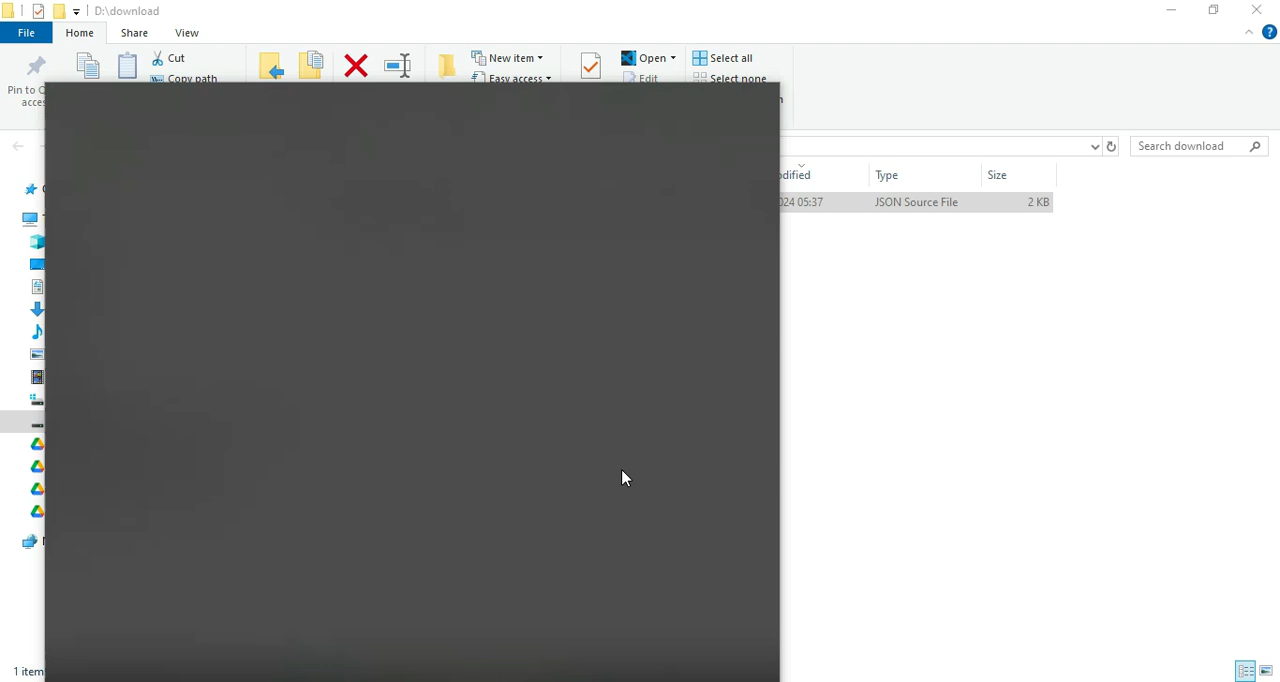 D:\download
File Home Share View
Cut
Copy path
Pin to Q
acces
New item
Easy access
Open
Edit
Select all
Select none
Search download
odified Type Size
024 05:37 JSON Source File 2 KB
1 item